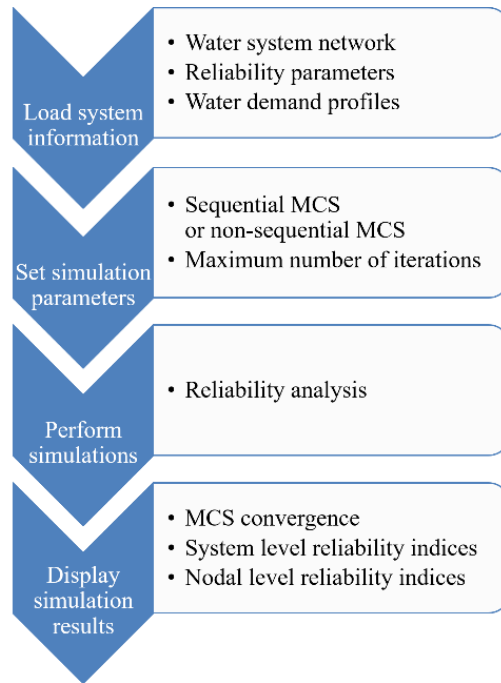 Load system
information
• Water system network
• Reliability parameters
• Water demand profiles
Set simulation
parameters
• Sequential MCS
or non-sequential MCS
• Maximum number of iterations
Perform
simulations
• Reliability analysis
Display
simulation
results
• MCS convergence
• System level reliability indices
• Nodal level reliability indices